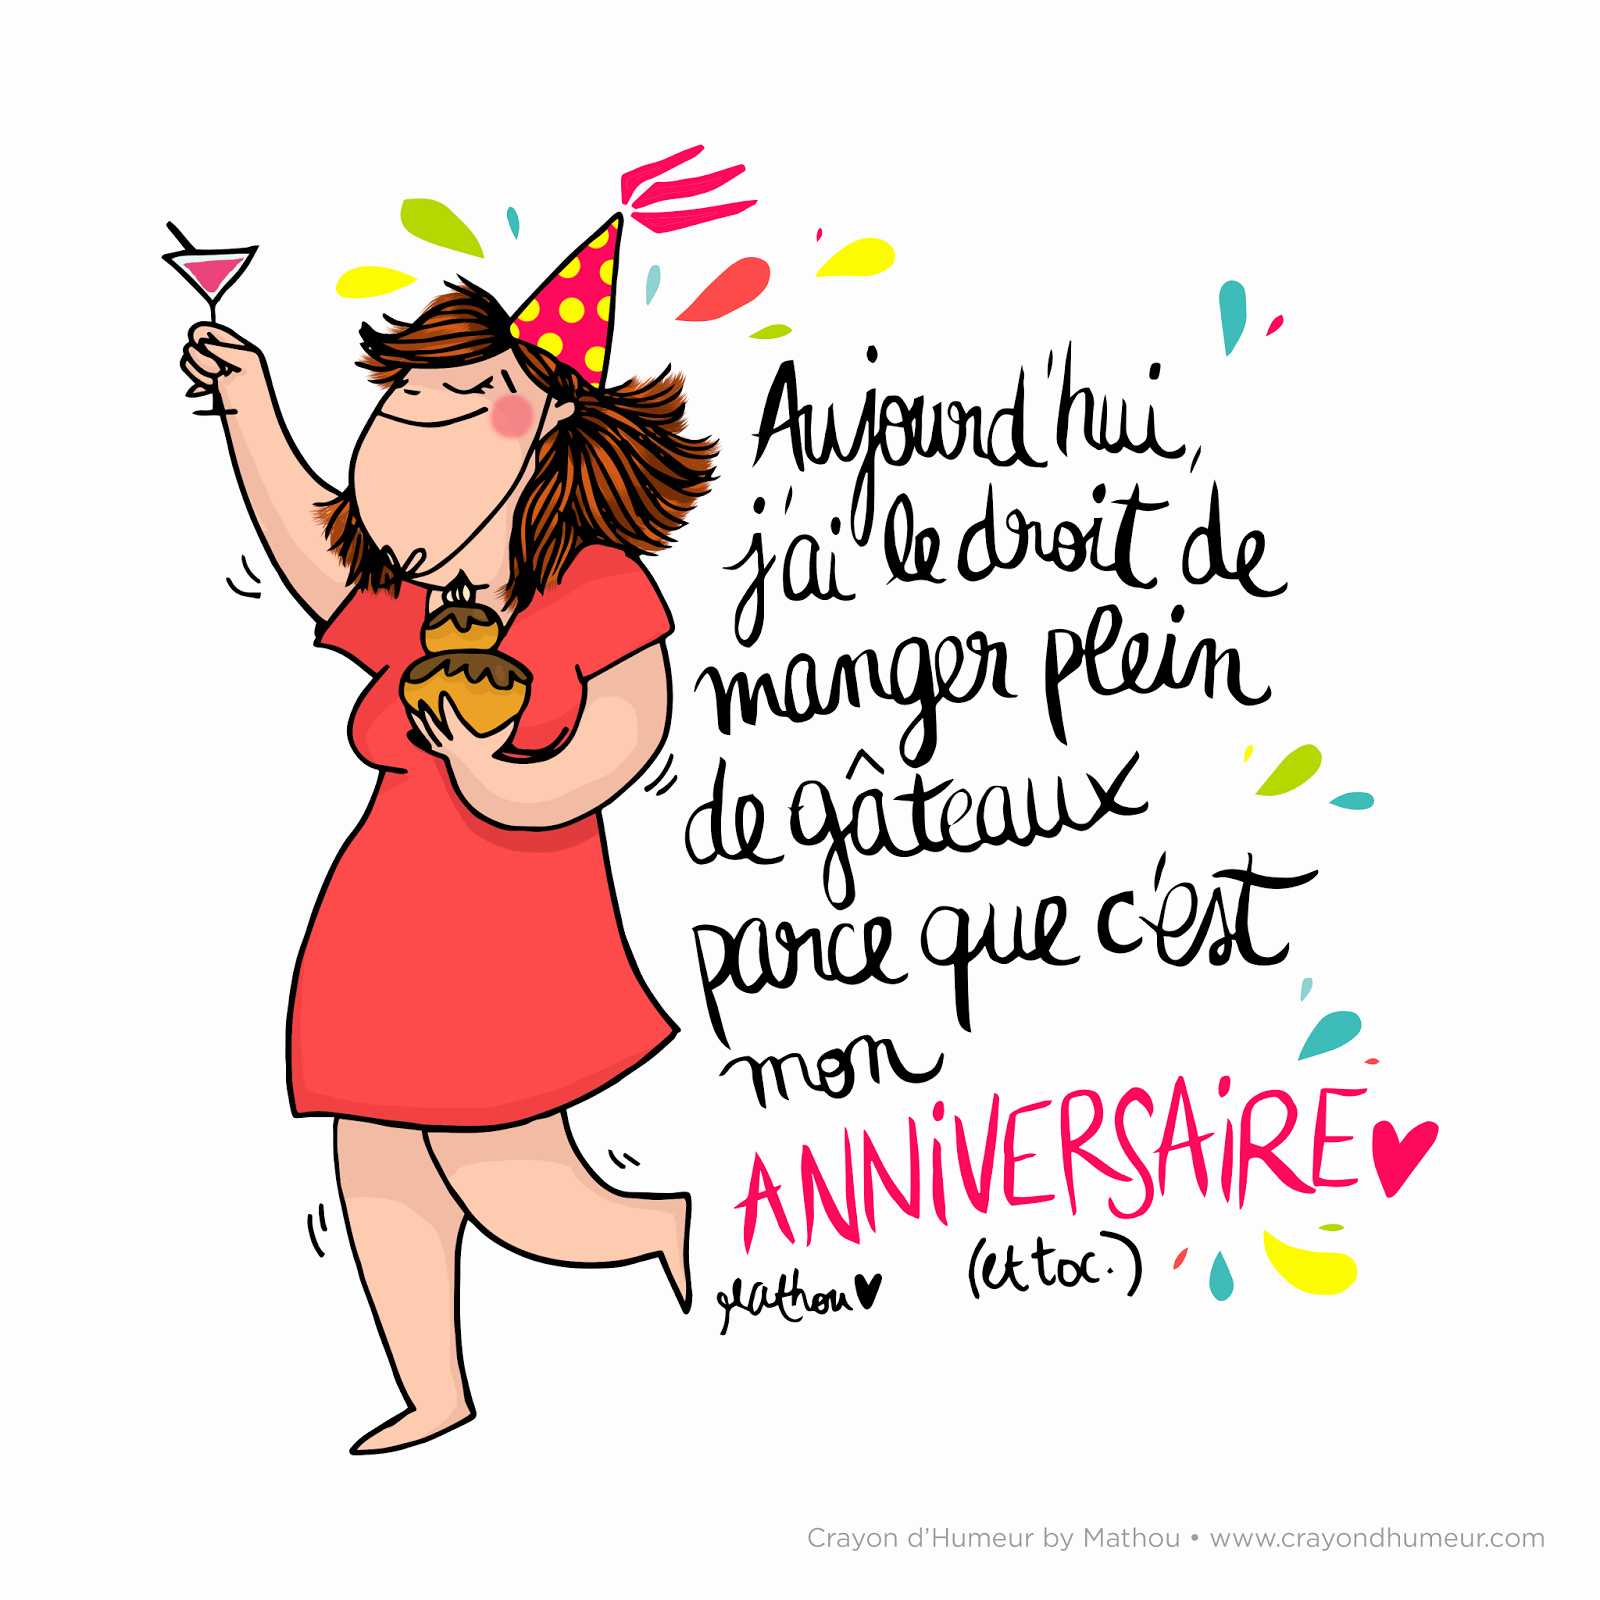 Aujourd'hui,
j'ai le droit de
manger plein
de gâteaux
parce que c'est
mon
ANNiVERSAiRE
(et toc.)
Mathou
Crayon d'Humeur by Mathou • www.crayondhumeur.com